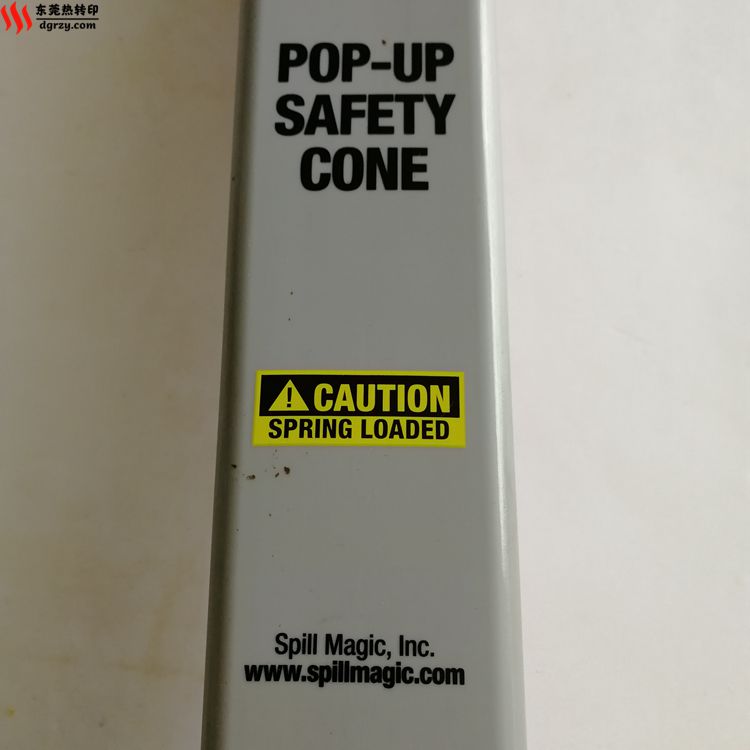 东莞热转印
dgrzy.com
POP-UP
SAFETY
CONE
CAUTION
SPRING LOADED
Spill Magic, Inc.
www.spillmagic.com